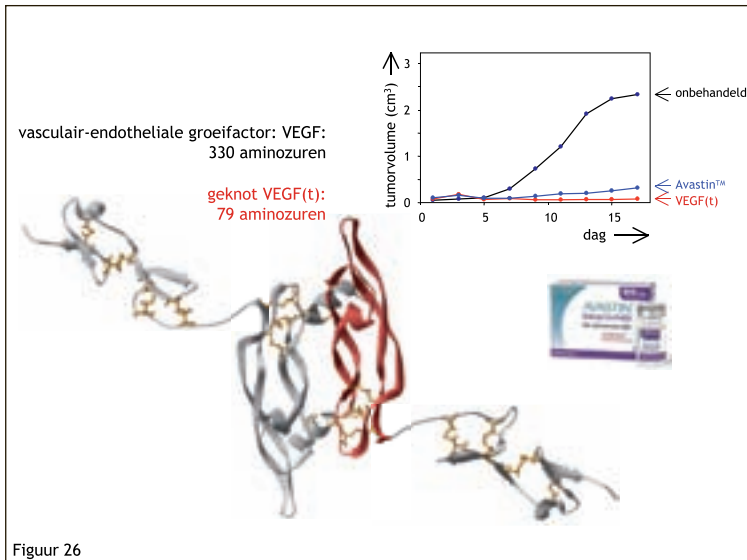 vasculair-endotheliale groeifactor: VEGF:
330 aminozuren
geknot VEGF(t):
79 aminozuren
tumorvolume (cm³)
3
2
1
0
0
5
10
15
dag
onbehandeld
Avastin™
VEGF(t)
AVASTIN
Figuur 26